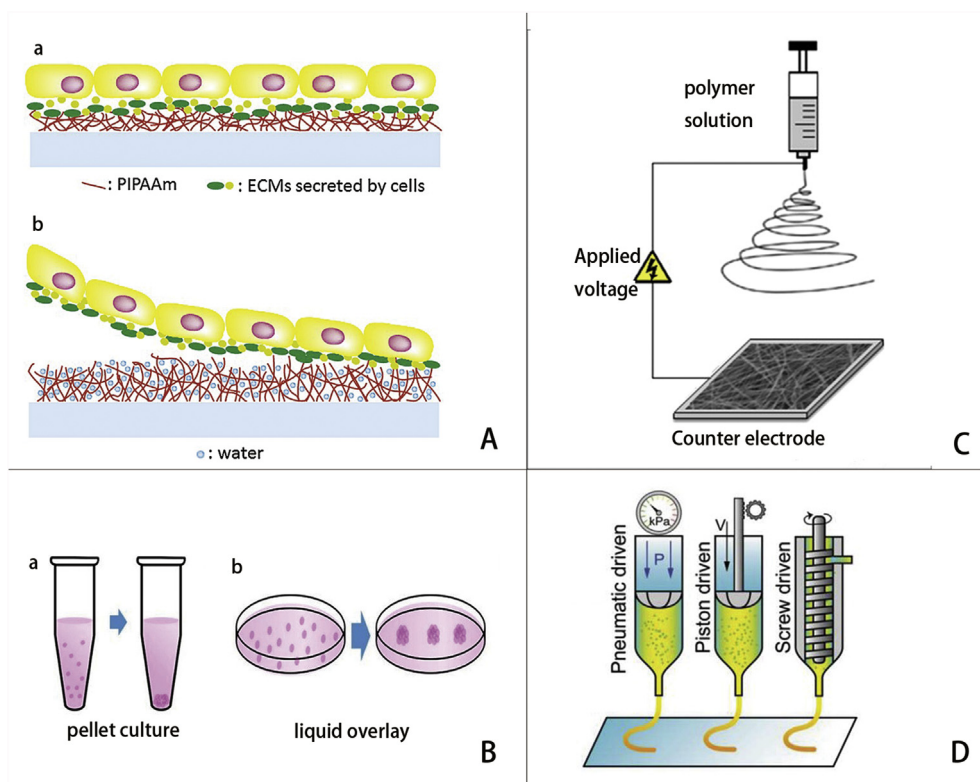 a
: PIPAAm
: ECMs secreted by cells
b
: water
A
polymer
solution
Applied
voltage
Counter electrode
C
a
b
pellet culture
liquid overlay
B
kPa
P
V
Pneumatic driven
Piston driven
Screw driven
D